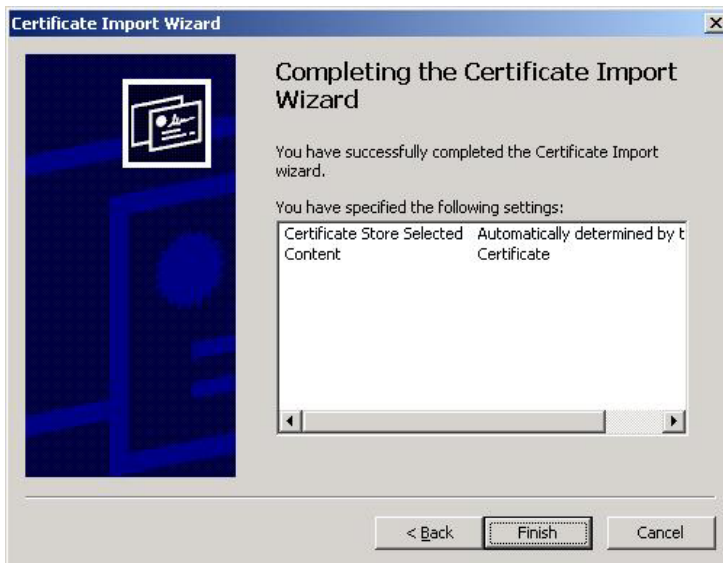 Certificate Import Wizard
Completing the Certificate Import
Wizard
You have successfully completed the Certificate Import
wizard.
You have specified the following settings:
Certificate Store Selected Automatically determined by t
Content Certificate
< Back Finish Cancel